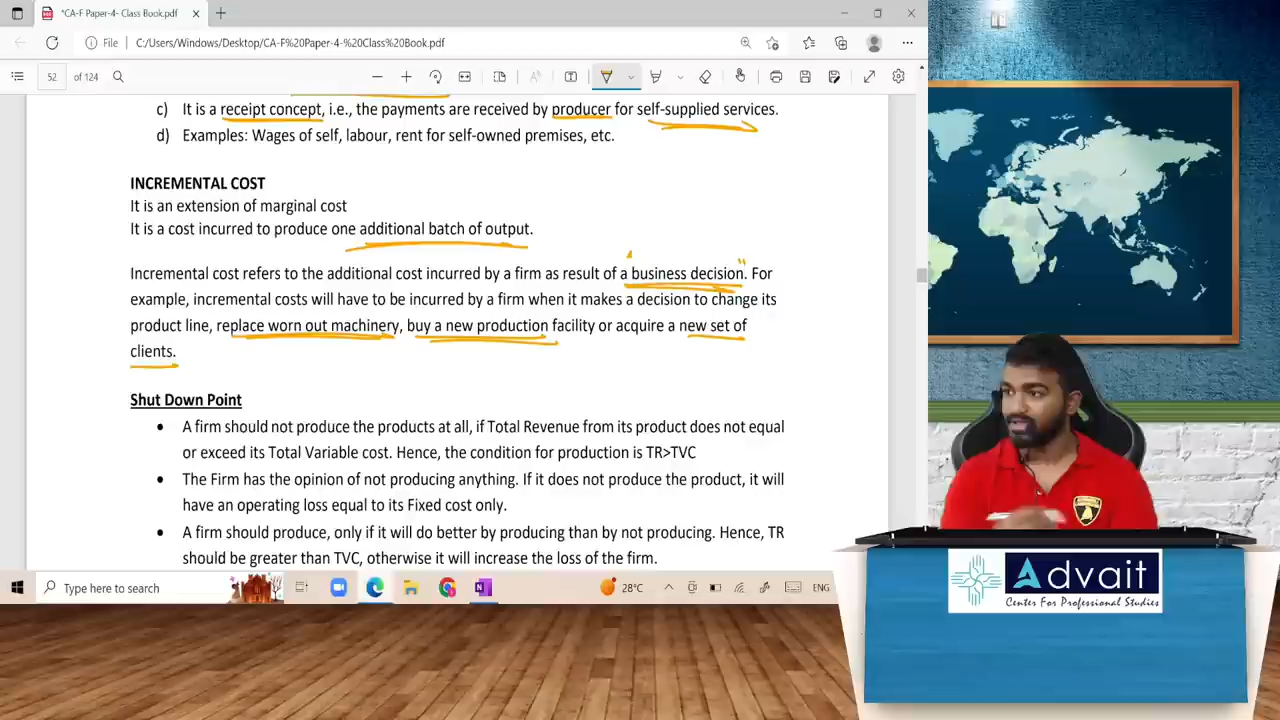 *CA-F Paper-4- Class Book.pdf
File
C:/Users/Windows/Desktop/CA-F%20Paper-4-%20Class%20Book.pdf
52 of 124
c) It is a receipt concept, i.e., the payments are received by producer for self-supplied services.
d) Examples: Wages of self, labour, rent for self-owned premises, etc.
INCREMENTAL COST
It is an extension of marginal cost
It is a cost incurred to produce one additional batch of output.
Incremental cost refers to the additional cost incurred by a firm as result of a business decision. For
example, incremental costs will have to be incurred by a firm when it makes a decision to change its
product line, replace worn out machinery, buy a new production facility or acquire a new set of
clients.
Shut Down Point
• A firm should not produce the products at all, if Total Revenue from its product does not equal
or exceed its Total Variable cost. Hence, the condition for production is TR>TVC
• The Firm has the opinion of not producing anything. If it does not produce the product, it will
have an operating loss equal to its Fixed cost only.
• A firm should produce, only if it will do better by producing than by not producing. Hence, TR
should be greater than TVC, otherwise it will increase the loss of the firm.
Type here to search
28°C
ENG
Advait
Center For Professional Studies